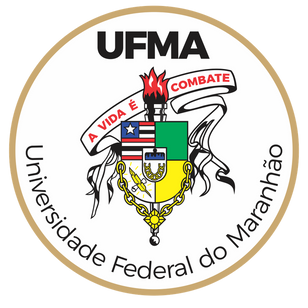 UFMA
A VIDA É COMBATE
Universidade Federal do Maranhão